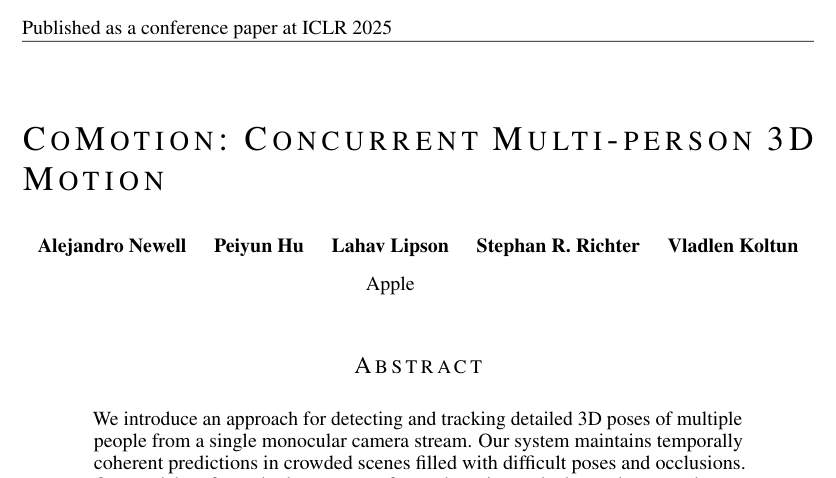 Published as a conference paper at ICLR 2025
COMOTION: CONCURRENT MULTI-PERSON 3D
MOTION
Alejandro Newell Peiyun Hu Lahav Lipson Stephan R. Richter Vladlen Koltun
Apple
ABSTRACT
We introduce an approach for detecting and tracking detailed 3D poses of multiple
people from a single monocular camera stream. Our system maintains temporally
coherent predictions in crowded scenes filled with difficult poses and occlusions.